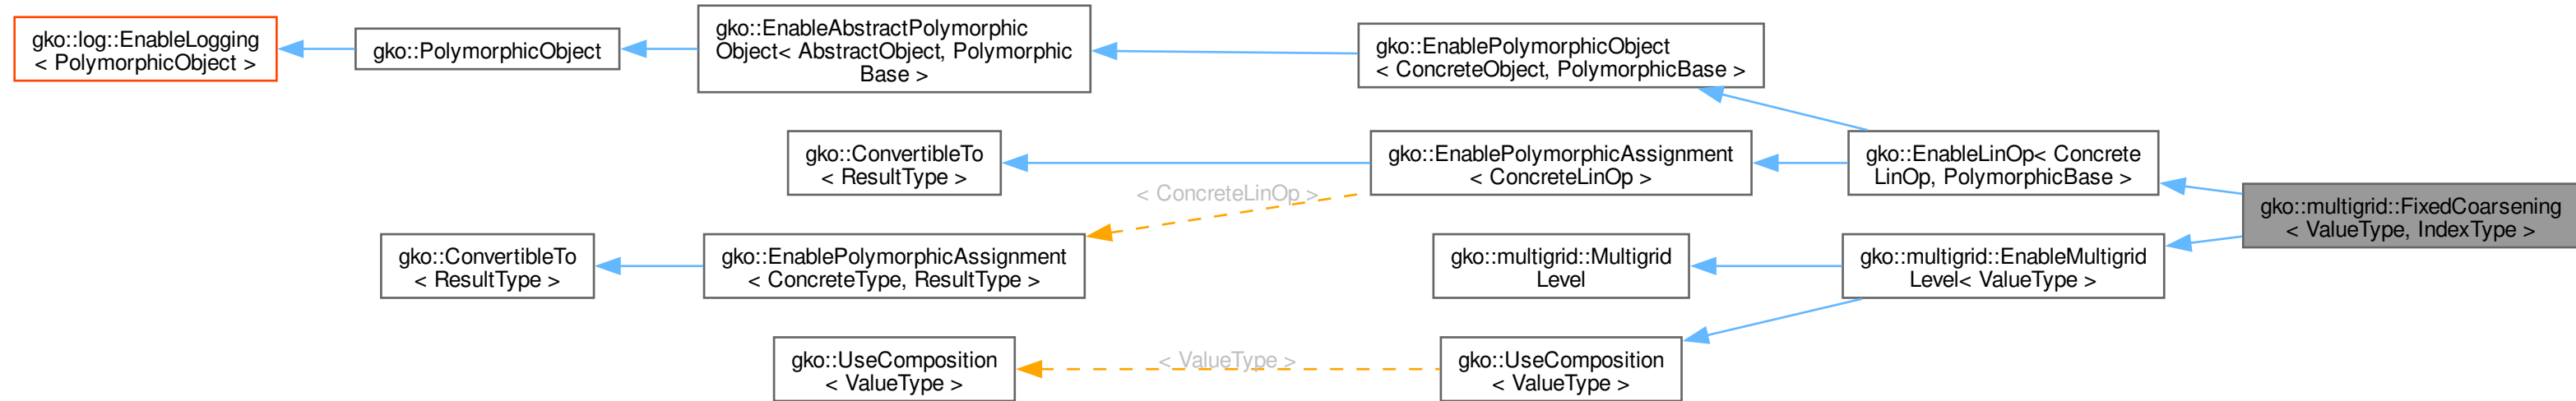 gko::log::EnableLogging
< PolymorphicObject >
gko::PolymorphicObject
gko::EnableAbstractPolymorphic
Object< AbstractObject, Polymorphic
Base >
gko::EnablePolymorphicObject
< ConcreteObject, PolymorphicBase >
gko::ConvertibleTo
< ResultType >
gko::EnablePolymorphicAssignment
< ConcreteLinOp >
gko::EnableLinOp< Concrete
LinOp, PolymorphicBase >
< ConcreteLinOp >
gko::multigrid::FixedCoarsening
< ValueType, IndexType >
gko::ConvertibleTo
< ResultType >
gko::EnablePolymorphicAssignment
< ConcreteType, ResultType >
gko::multigrid::Multigrid
Level
gko::multigrid::EnableMultigrid
Level< ValueType >
gko::UseComposition
< ValueType >
< ValueType >
gko::UseComposition
< ValueType >